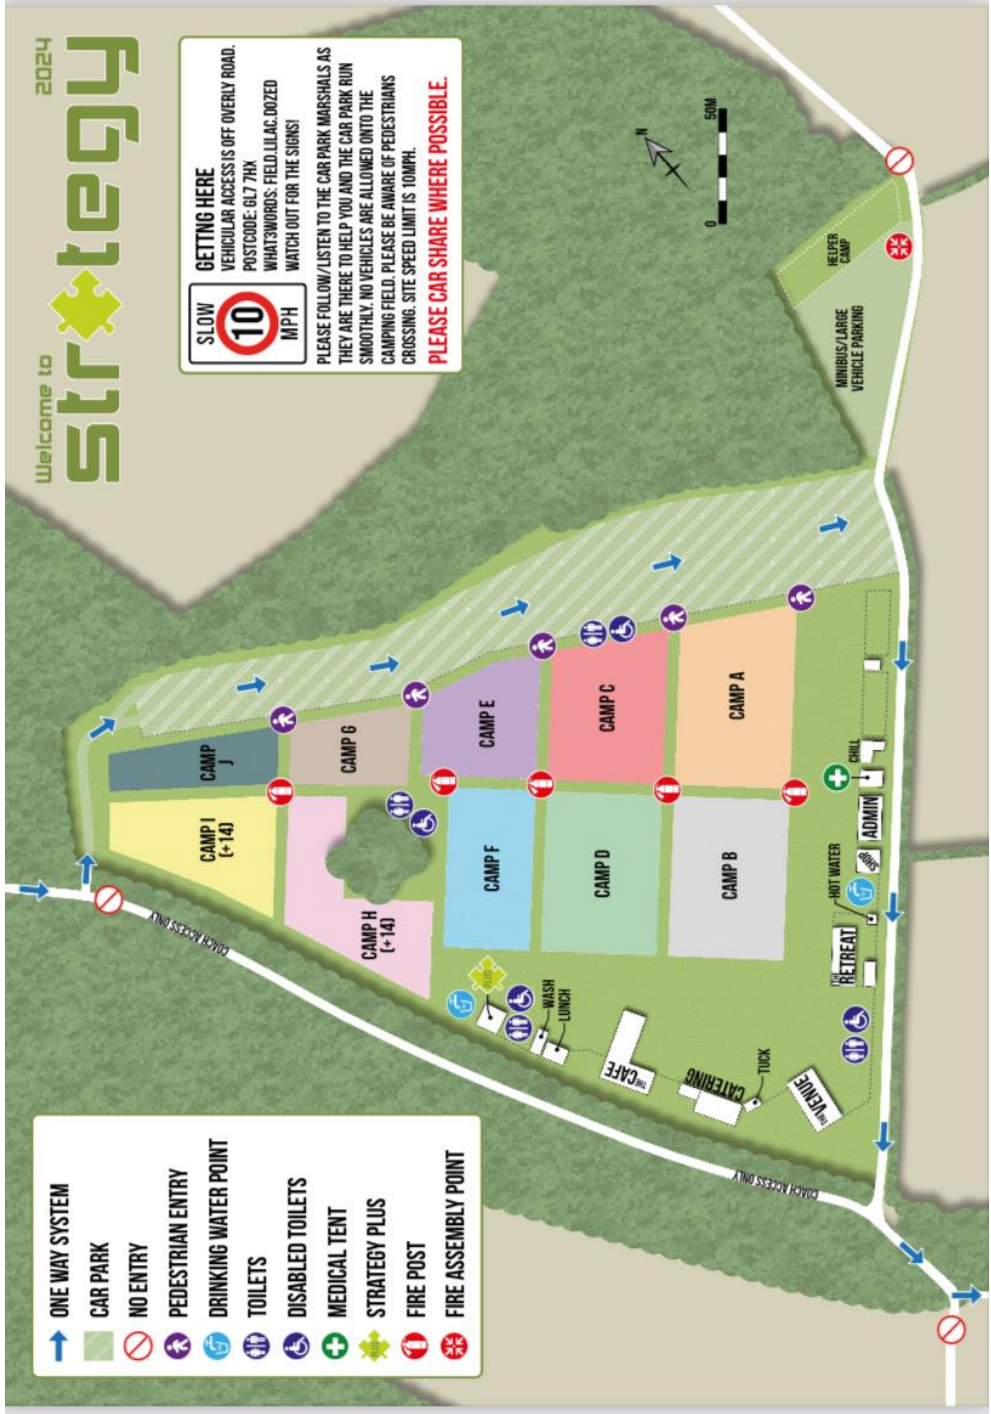 Welcome to
2024
strategy
SLOW
10
MPH
GETTNG HERE
VEHICULAR ACCESS IS OFF OVERLY ROAD.
POSTCODE: GL7 7HX
WHAT3WORDS: FIELD.LILAC.DOZED
WATCH OUT FOR THE SIGNS!
PLEASE FOLLOW/LISTEN TO THE CAR PARK MARSHALS AS
THEY ARE THERE TO HELP YOU AND THE CAR PARK RUN
SMOOTHLY. NO VEHICLES ARE ALLOWED ONTO THE
CAMPING FIELD. PLEASE BE AWARE OF PEDESTRIANS
CROSSING. SITE SPEED LIMIT IS 10MPH.
PLEASE CAR SHARE WHERE POSSIBLE.
ONE WAY SYSTEM
CAR PARK
NO ENTRY
PEDESTRIAN ENTRY
DRINKING WATER POINT
TOILETS
DISABLED TOILETS
MEDICAL TENT
PLUS
STRATEGY PLUS
FIRE POST
FIRE ASSEMBLY POINT
COACH ACCESS ONLY
CAMP I
(+14)
CAMP
J
CAMP H
(+14)
CAMP G
CAMP F
CAMP E
CAMP D
CAMP C
CAMP B
CAMP A
PLUS
WASH
LUNCH
THE CAFE
CATERING
TUCK
THE VENUE
COACH ACCESS ONLY
THE
RETREAT
HOT WATER
SHOP
ADMIN
CHILL
MINIBUS/LARGE
VEHICLE PARKING
HELPER
CAMP
N
0
50M